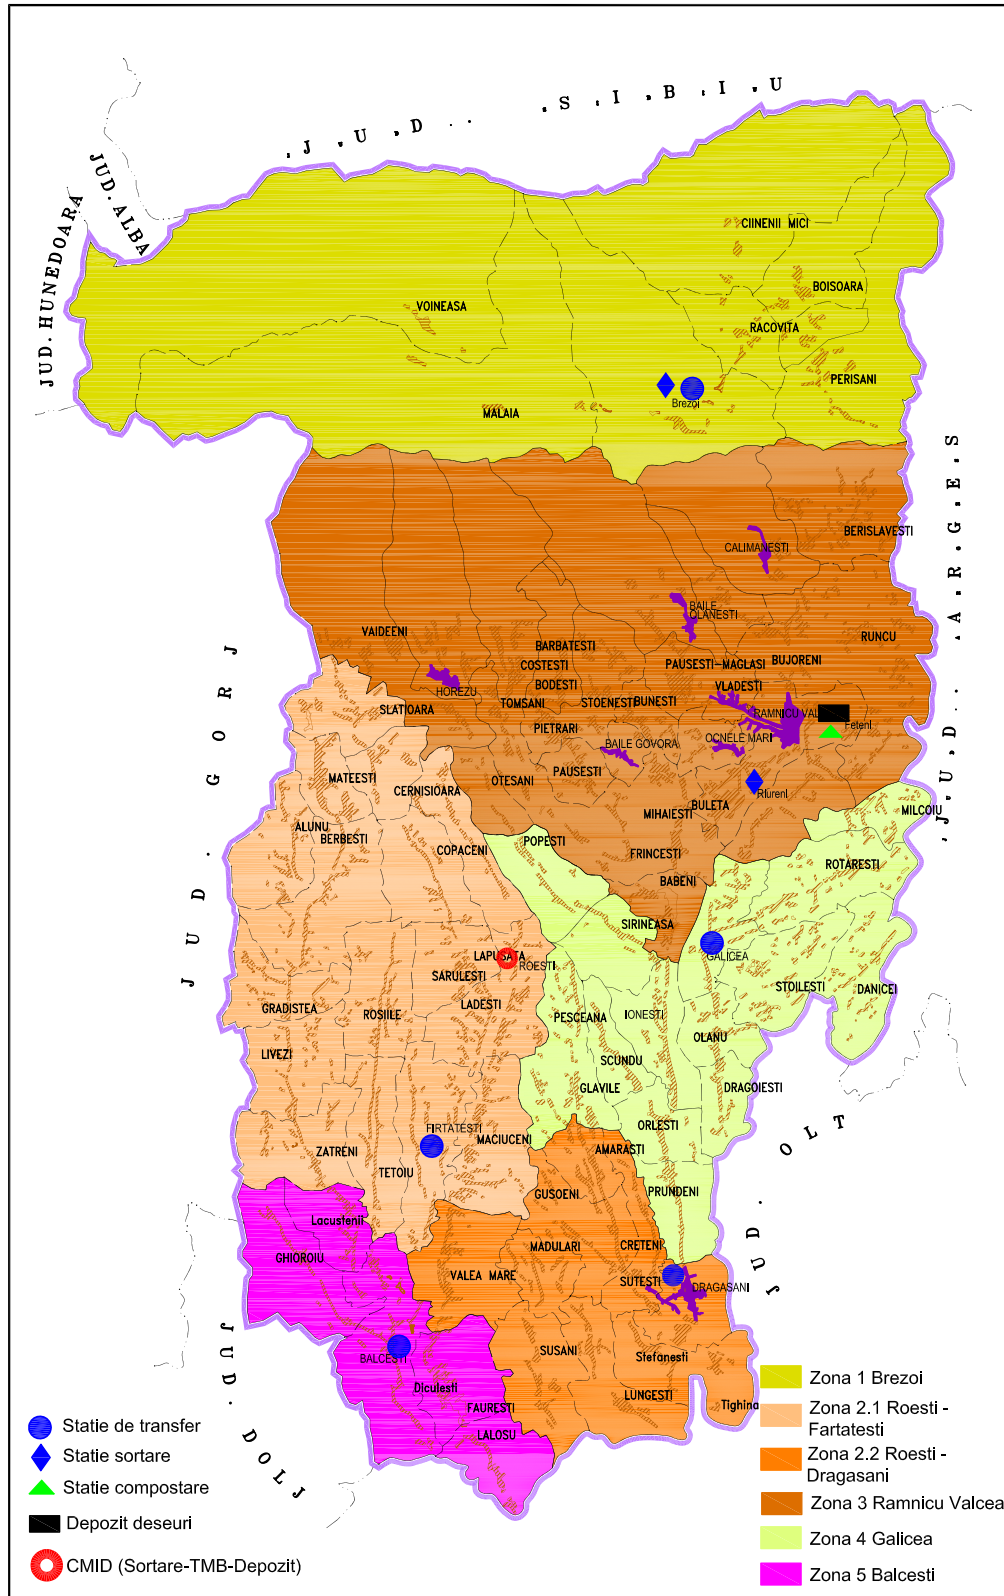 JUD. SIBIU
JUD. ALBA
JUD. HUNEDOARA
CIINENII MICI
BOISOARA
VOINEASA
RACOVITA
PERISANI
Brezoi
MALAIA
JUD. ARGES
BERISLAVESTI
CALIMANESTI
BAILE
OLANESTI
VAIDEENI
RUNCU
BARBATESTI
COSTESTI
PAUSESTI-MAGLASI
BUJORENI
BODESTI
VLADESTI
HOREZU
TOMSANI
STOENESTI
BUNESTI
SLATIOARA
RAMNICU VAL
FetenI
PIETRARI
OCNELE MARI
BAILE GOVORA
JUD. GORJ
MATEESTI
CERNISIOARA
OTESANI
PAUSESTI
RIurenI
BULETA
MIHAIESTI
MILCOIU
ALUNU
BERBESTI
COPACENI
POPESTI
FRINCESTI
ROTARESTI
BABENI
SIRINEASA
LAPUSATA
ROESTI
GALICEA
SARULESTI
STOILESTI
DANICEI
GRADISTEA
ROSIILE
LADESTI
PESCEANA
IONESTI
LIVEZI
SCUNDU
OLANU
GLAVILE
DRAGOIESTI
FIRTATESTI
MACIUCENI
ORLESTI
JUD. OLT
ZATRENI
TETOIU
AMARASTI
GUSOENI
PRUNDENI
Lacustenii
GHIOROIU
MADULARI
CRETENI
VALEA MARE
SUTESTI
DRAGASANI
BALCESTI
SUSANI
Stefanesti
Diculesti
FAURESTI
LUNGESTI
Tighina
LALOSU
JUD. DOLJ
Statie de transfer
Statie sortare
Statie compostare
Depozit deseuri
CMID (Sortare-TMB-Depozit)
Zona 1 Brezoi
Zona 2.1 Roesti -
Fartatesti
Zona 2.2 Roesti -
Dragasani
Zona 3 Ramnicu Valcea
Zona 4 Galicea
Zona 5 Balcesti